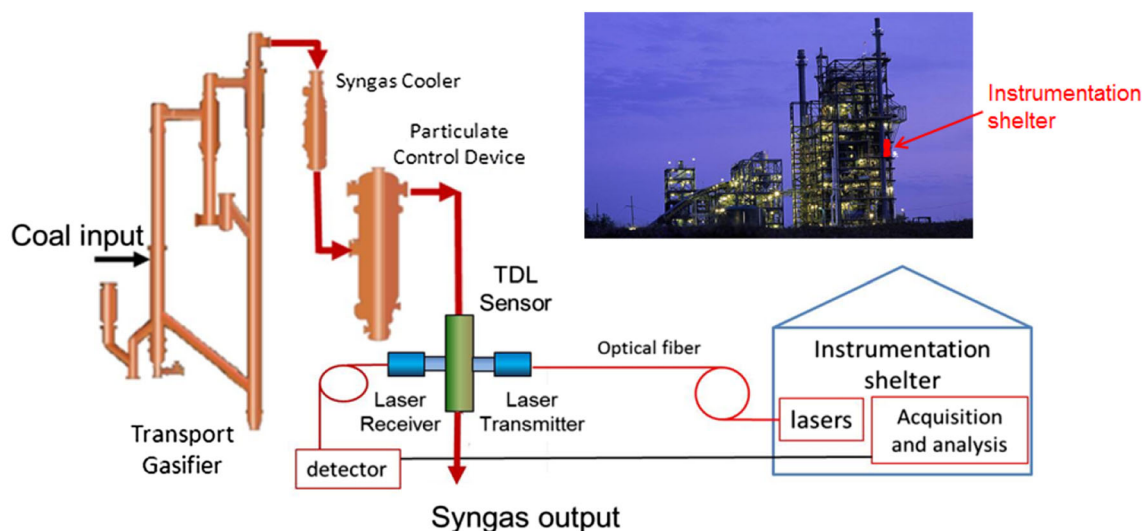 Syngas Cooler
Particulate
Control Device
Instrumentation
shelter
Coal input
TDL
Sensor
Optical fiber
Instrumentation
shelter
Laser
Receiver
Laser
Transmitter
lasers
Acquisition
and analysis
Transport
Gasifier
detector
Syngas output